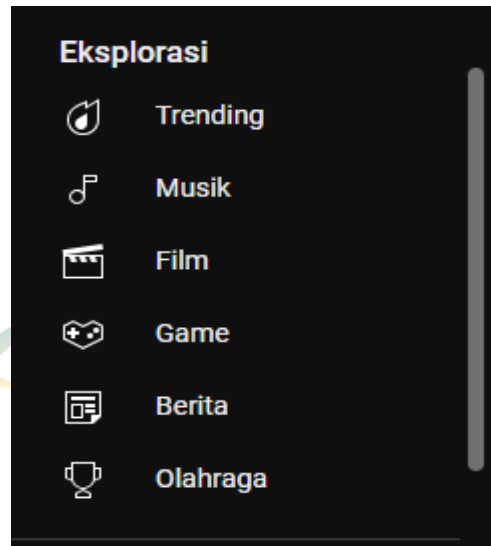 Eksplorasi
Trending
Musik
Film
Game
Berita
Olahraga